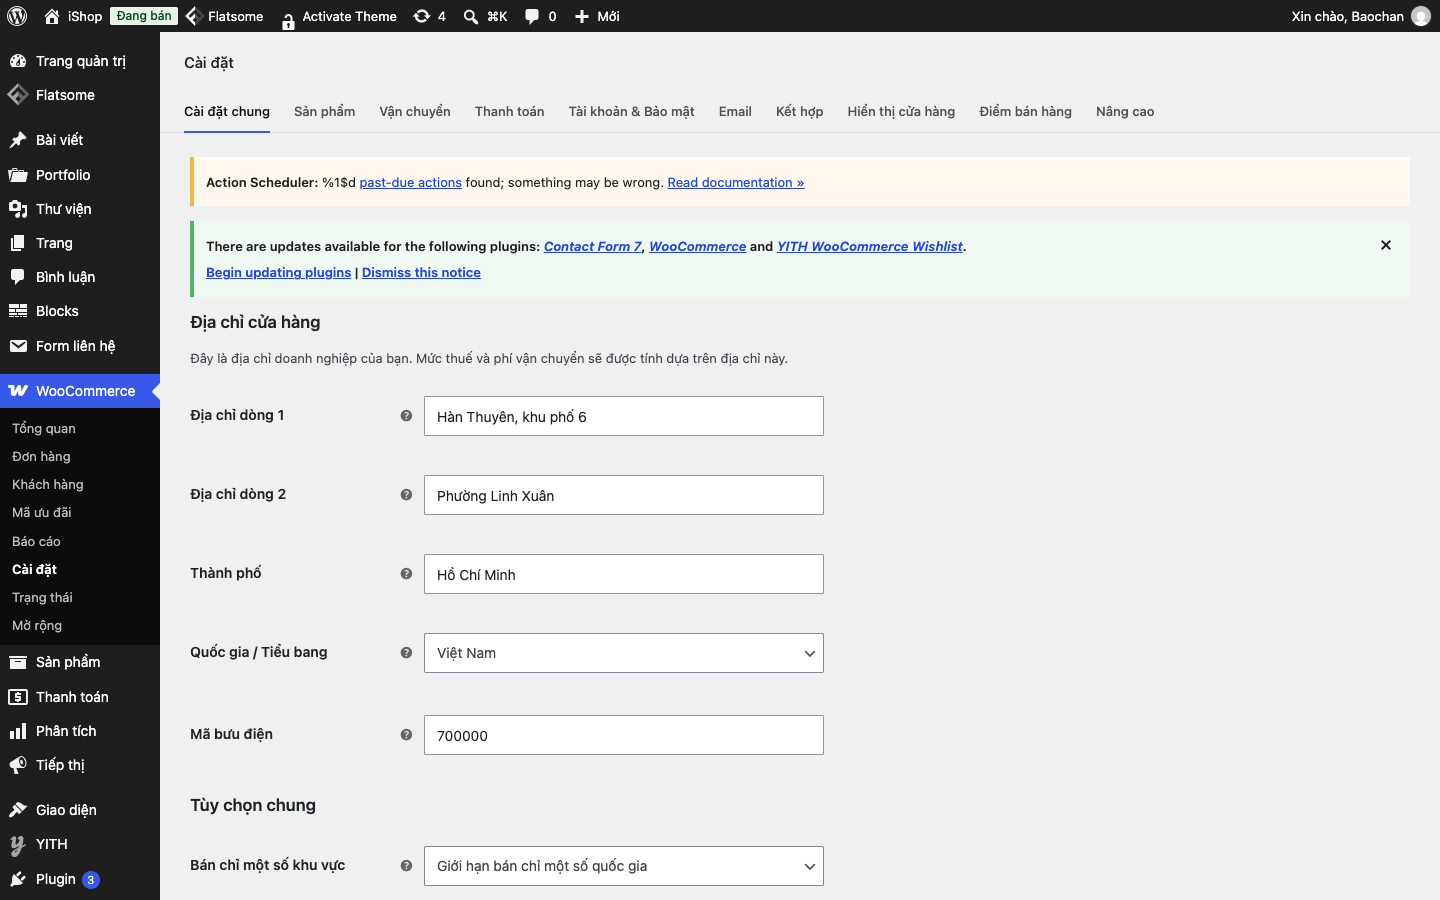 iShop Đang bán Flatsome Activate Theme 4 ⌘K 0 Mới Xin chào, Baochan
Trang quản trị
Flatsome
Bài viết
Portfolio
Thư viện
Trang
Bình luận
Blocks
Form liên hệ
WooCommerce
Tổng quan
Đơn hàng
Khách hàng
Mã ưu đãi
Báo cáo
Cài đặt
Trạng thái
Mở rộng
Sản phẩm
Thanh toán
Phân tích
Tiếp thị
Giao diện
YITH
Plugin 3
Cài đặt
Cài đặt chung Sản phẩm Vận chuyển Thanh toán Tài khoản & Bảo mật Email Kết hợp Hiển thị cửa hàng Điểm bán hàng Nâng cao
Action Scheduler: %1$d past-due actions found; something may be wrong. Read documentation »
There are updates available for the following plugins: Contact Form 7, WooCommerce and YITH WooCommerce Wishlist.
Begin updating plugins | Dismiss this notice
Địa chỉ cửa hàng
Đây là địa chỉ doanh nghiệp của bạn. Mức thuế và phí vận chuyển sẽ được tính dựa trên địa chỉ này.
Địa chỉ dòng 1 Hàn Thuyên, khu phố 6
Địa chỉ dòng 2 Phường Linh Xuân
Thành phố Hồ Chí Minh
Quốc gia / Tiểu bang Việt Nam
Mã bưu điện 700000
Tùy chọn chung
Bán chỉ một số khu vực Giới hạn bán chỉ một số quốc gia